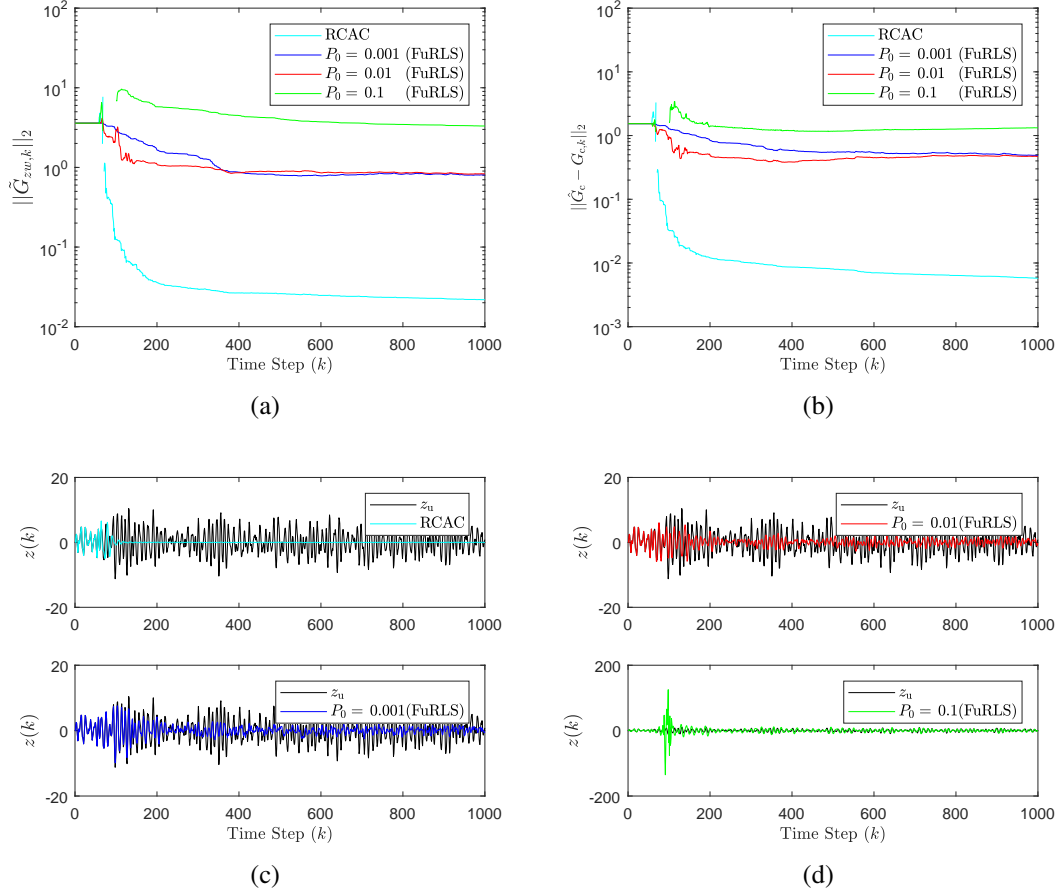 10^2
10^1
10^0
10^{-1}
10^{-2}
||G̃_{zw,k}||_2
RCAC
P_0 = 0.001 (FuRLS)
P_0 = 0.01 (FuRLS)
P_0 = 0.1 (FuRLS)
0 200 400 600 800 1000
Time Step (k)
(a)
10^2
10^1
10^0
10^{-1}
10^{-2}
10^{-3}
||Ĝ_c − G_{c,k}||_2
RCAC
P_0 = 0.001 (FuRLS)
P_0 = 0.01 (FuRLS)
P_0 = 0.1 (FuRLS)
0 200 400 600 800 1000
Time Step (k)
(b)
20
0
-20
z(k)
z_u
RCAC
0 200 400 600 800 1000
20
0
-20
z(k)
z_u
P_0 = 0.001(FuRLS)
0 200 400 600 800 1000
Time Step (k)
(c)
20
0
-20
z(k)
z_u
P_0 = 0.01(FuRLS)
0 200 400 600 800 1000
200
0
-200
z(k)
z_u
P_0 = 0.1(FuRLS)
0 200 400 600 800 1000
Time Step (k)
(d)